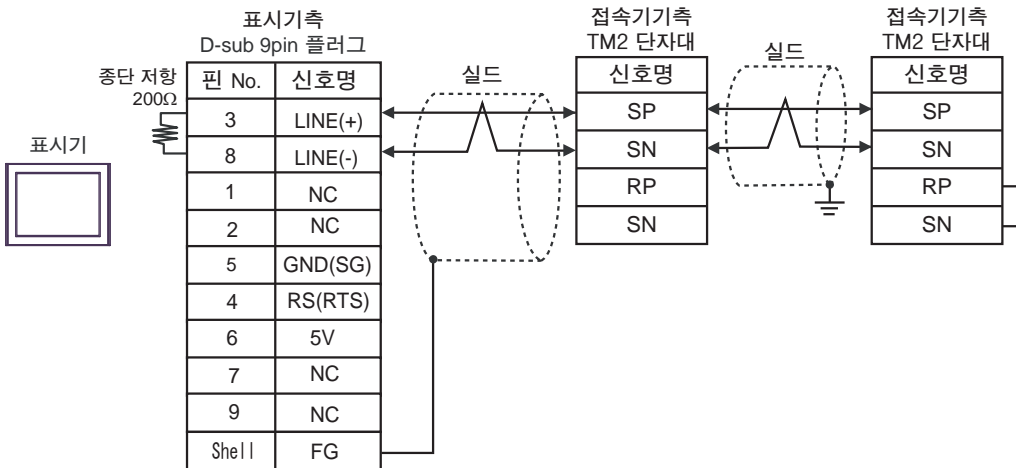 표시기측
D-sub 9pin 플러그
종단 저항
200Ω
표시기
핀 No. 신호명
3 LINE(+)
8 LINE(-)
1 NC
2 NC
5 GND(SG)
4 RS(RTS)
6 5V
7 NC
9 NC
Shell FG
실드
접속기기측
TM2 단자대
신호명
SP
SN
RP
SN
실드
접속기기측
TM2 단자대
신호명
SP
SN
RP
SN